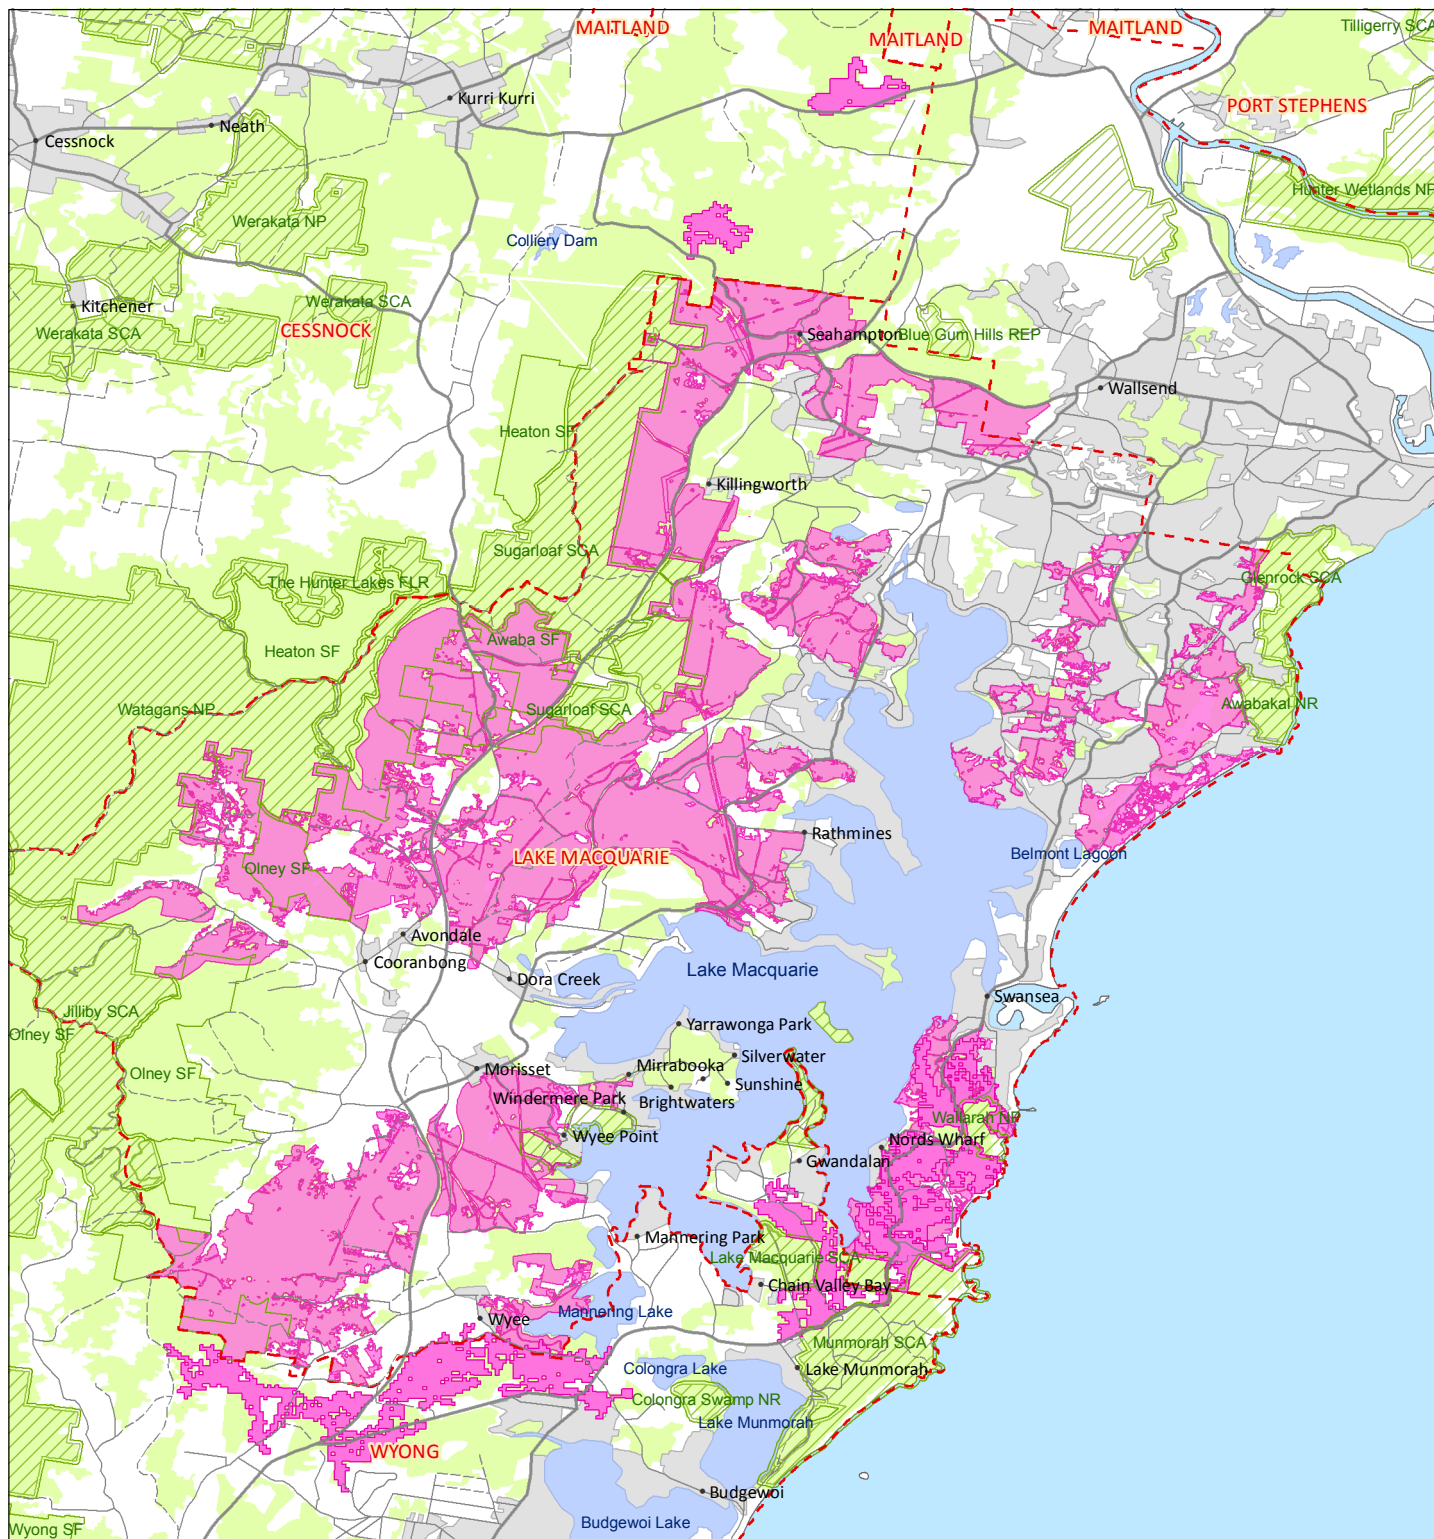 MAITLAND
MAITLAND
MAITLAND
Tilligerry SCA
Kurri Kurri
PORT STEPHENS
Neath
Cessnock
Hunter Wetlands NP
Werakata NP
Colliery Dam
Werakata SCA
Kitchener
CESSNOCK
Werakata SCA
Seahampton
Blue Gum Hills REP
Wallsend
Heaton SF
Killingworth
Sugarloaf SCA
The Hunter Lakes FLR
Glenrock SCA
Awaba SF
Heaton SF
Watagans NP
Sugarloaf SCA
Awabakal NR
Rathmines
LAKE MACQUARIE
Belmont Lagoon
Olney SF
Avondale
Cooranbong
Lake Macquarie
Dora Creek
Swansea
Jilliby SCA
Olney SF
Yarrawonga Park
Silverwater
Olney SF
Morisset
Mirrabooka
Sunshine
Windermere Park
Brightwaters
Wallarah NP
Wyee Point
Nords Wharf
Gwandalan
Mannering Park
Lake Macquarie SCA
Chain Valley Bay
Mannering Lake
Wyee
Munmorah SCA
Colongra Lake
Lake Munmorah
Colongra Swamp NR
Lake Munmorah
WYONG
Budgewoi
Wyong SF
Budgewoi Lake